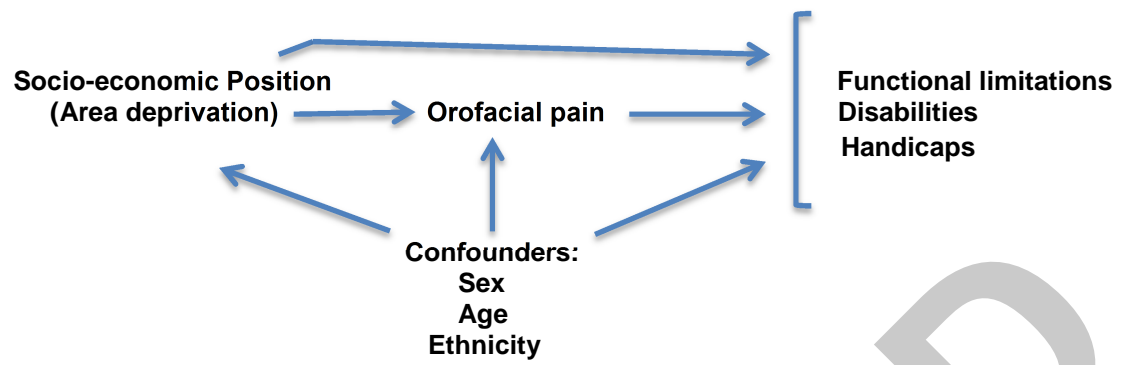 Socio-economic Position
(Area deprivation)
Orofacial pain
Functional limitations
Disabilities
Handicaps
Confounders:
Sex
Age
Ethnicity